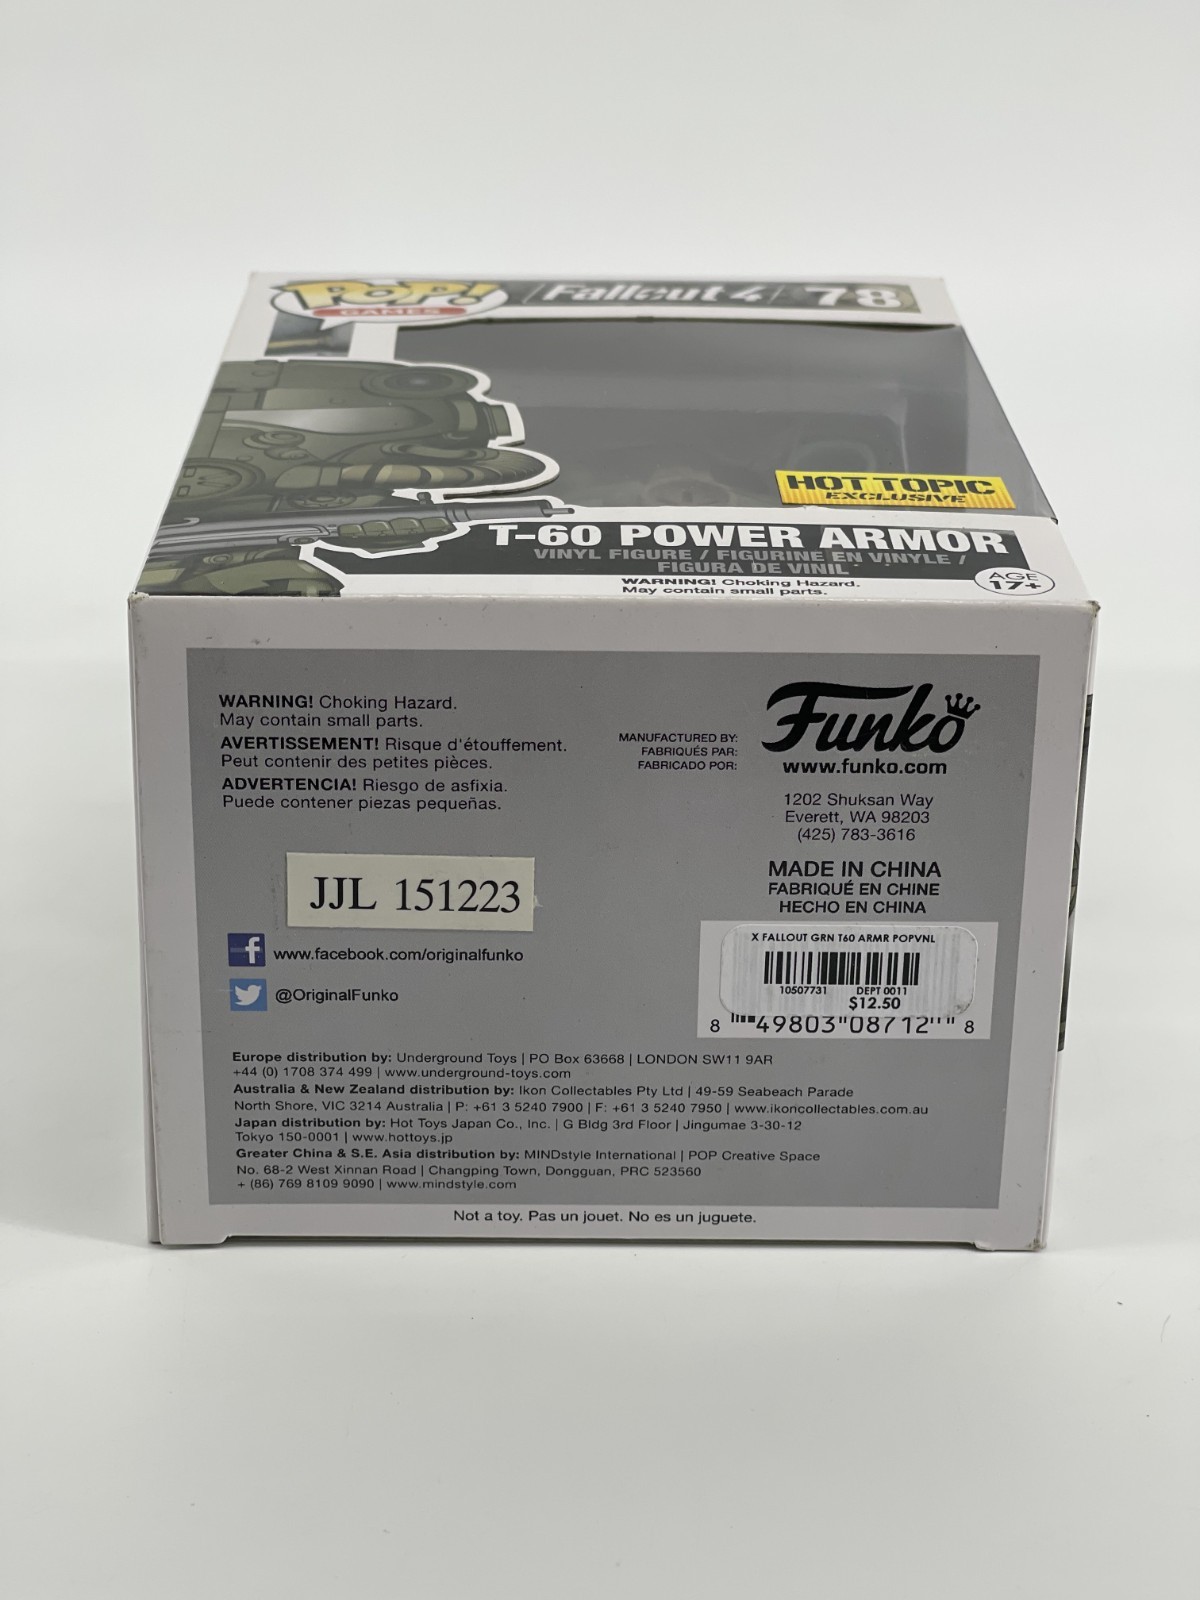 POP!
GAMES
Fallout 4
78
HOT TOPIC
EXCLUSIVE
T-60 POWER ARMOR
VINYL FIGURE / FIGURINE EN VINYLE /
FIGURA DE VINIL
WARNING! Choking Hazard.
May contain small parts.
AGE
17+
WARNING! Choking Hazard.
May contain small parts.
AVERTISSEMENT! Risque d'étouffement.
Peut contenir des petites pièces.
ADVERTENCIA! Riesgo de asfixia.
Puede contener piezas pequeñas.
MANUFACTURED BY:
FABRIQUÉS PAR:
FABRICADO POR:
Funko
www.funko.com
1202 Shuksan Way
Everett, WA 98203
(425) 783-3616
MADE IN CHINA
FABRIQUÉ EN CHINE
HECHO EN CHINA
JJL 151223
www.facebook.com/originalfunko
@OriginalFunko
X FALLOUT GRN T60 ARMR POPVNL
10507731 DEPT 0011
$12.50
8 49803 08712 8
Europe distribution by: Underground Toys | PO Box 63668 | LONDON SW11 9AR
+44 (0) 1708 374 499 | www.underground-toys.com
Australia & New Zealand distribution by: Ikon Collectables Pty Ltd | 49-59 Seabeach Parade
North Shore, VIC 3214 Australia | P: +61 3 5240 7900 | F: +61 3 5240 7950 | www.ikoncollectables.com.au
Japan distribution by: Hot Toys Japan Co., Inc. | G Bldg 3rd Floor | Jingumae 3-30-12
Tokyo 150-0001 | www.hottoys.jp
Greater China & S.E. Asia distribution by: MINDstyle International | POP Creative Space
No. 68-2 West Xinnan Road | Changping Town, Dongguan, PRC 523560
+ (86) 769 8109 9090 | www.mindstyle.com
Not a toy. Pas un jouet. No es un juguete.